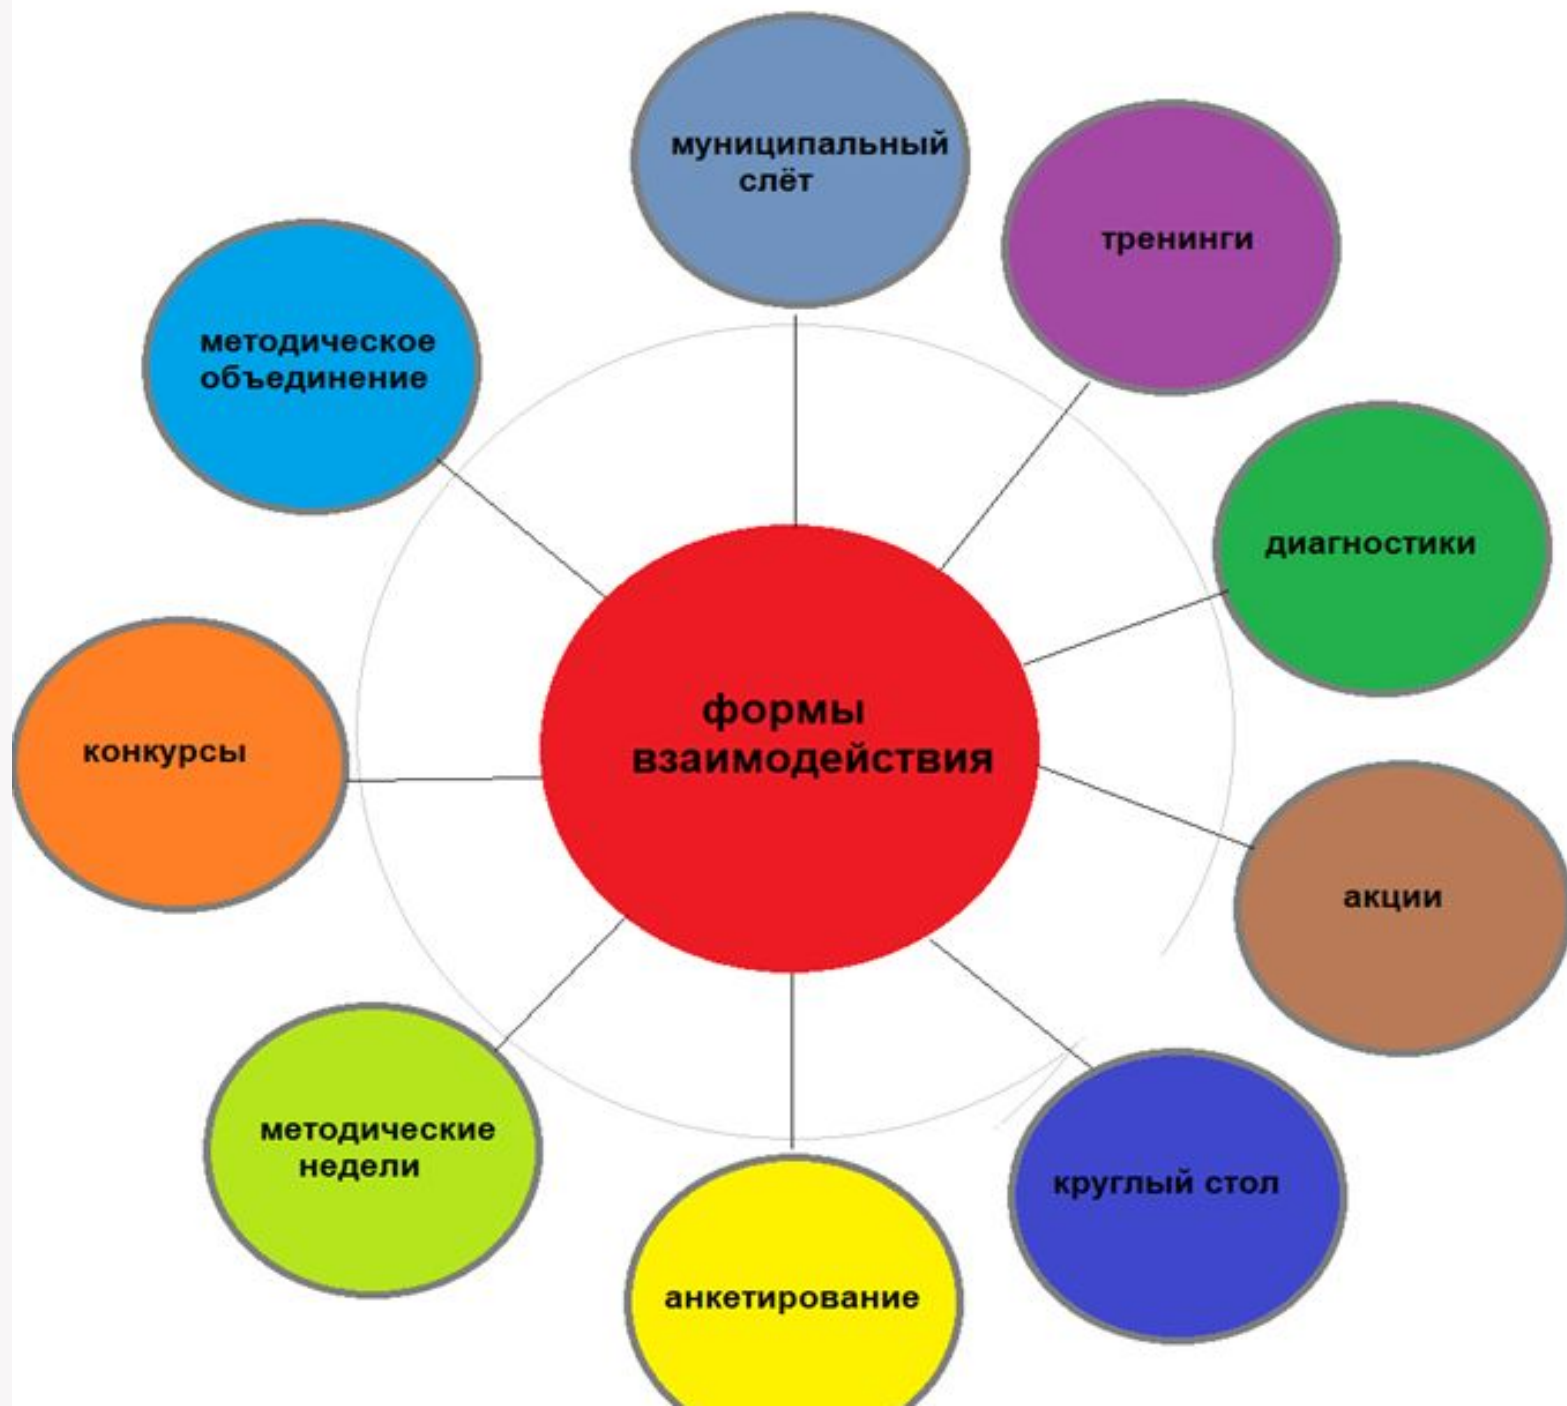 муниципальный
слёт
тренинги
методическое
объединение
диагностики
формы
взаимодействия
конкурсы
акции
методические
недели
круглый стол
анкетирование